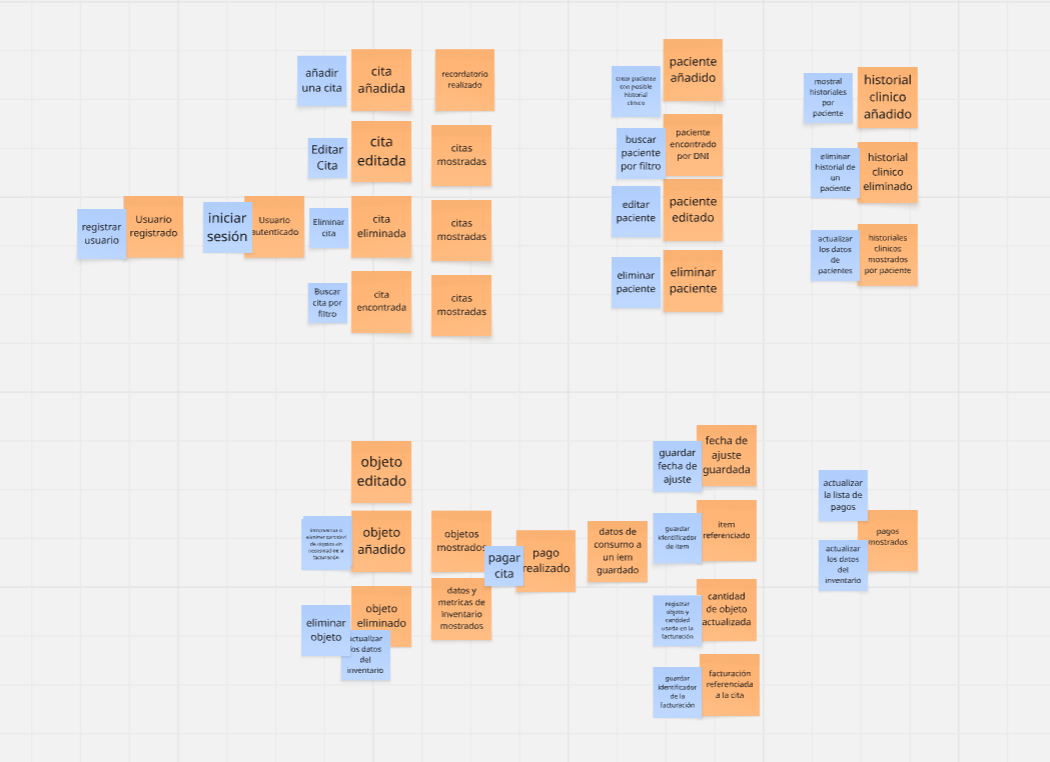 añadir
una cita
cita
añadida
recordatorio
realizado
Editar
Cita
cita
editada
citas
mostradas
registrar
usuario
Usuario
registrado
iniciar
sesión
Usuario
autenticado
Eliminar
cita
cita
eliminada
citas
mostradas
Buscar
cita por
filtro
cita
encontrada
citas
mostradas
crear paciente
con posible
historial
clinico
paciente
añadido
buscar
paciente
por filtro
paciente
encontrado
por DNI
editar
paciente
paciente
editado
eliminar
paciente
eliminar
paciente
mostral
historiales
por
paciente
historial
clinico
añadido
eliminar
historial de
un
paciente
historial
clinico
eliminado
actualizar
los datos
de
pacientes
historiales
clinicos
mostrados
por paciente
objeto
editado
facturación
objeto
añadido
objetos
mostrados
eliminar
objeto
objeto
eliminado
actualizar
los datos
del
inventario
datos y
metricas de
inventario
mostrados
pagar
cita
pago
realizado
datos de
consumo a
un iem
guardado
guardar
fecha de
ajuste
fecha de
ajuste
guardada
guardar
identificador
de item
item
referenciado
registrar
objeto y
cantidad
usada en la
facturación
cantidad
de objeto
actualizada
guardar
identificador
de la
facturación
facturación
referenciada
a la cita
actualizar
la lista de
pagos
actualizar
los datos
del
inventario
pagos
mostrados